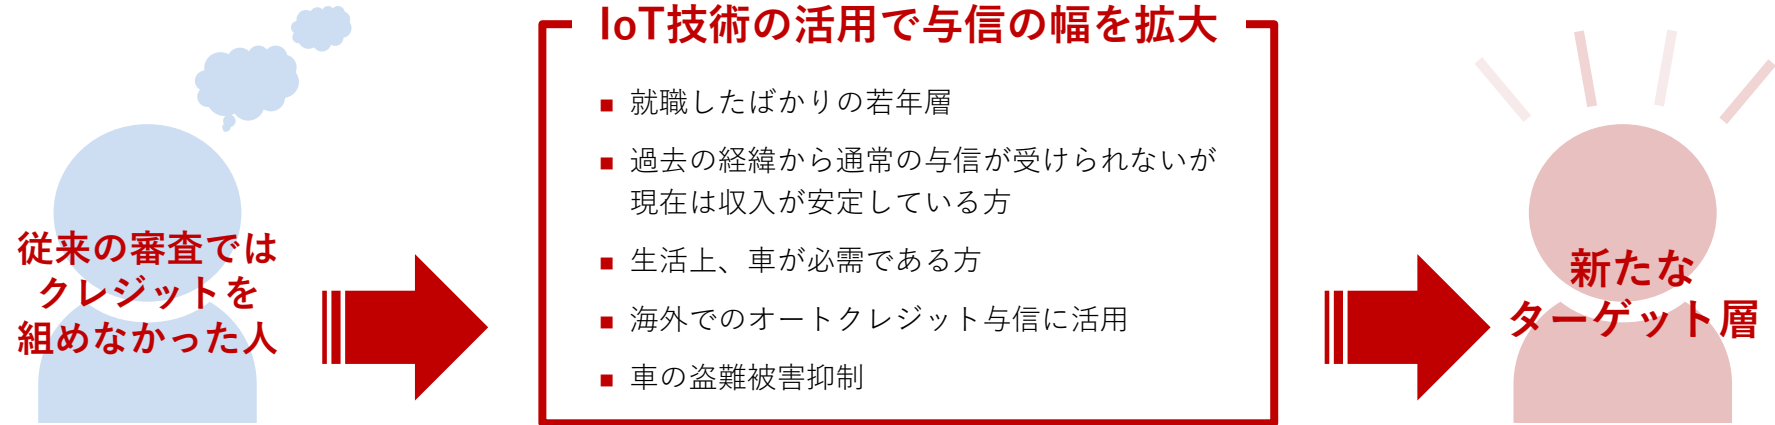 従来の審査では
クレジットを
組めなかった人
IoT技術の活用で与信の幅を拡大
■ 就職したばかりの若年層
■ 過去の経緯から通常の与信が受けられないが
現在は収入が安定している方
■ 生活上、車が必需である方
■ 海外でのオートクレジット与信に活用
■ 車の盗難被害抑制
新たな
ターゲット層